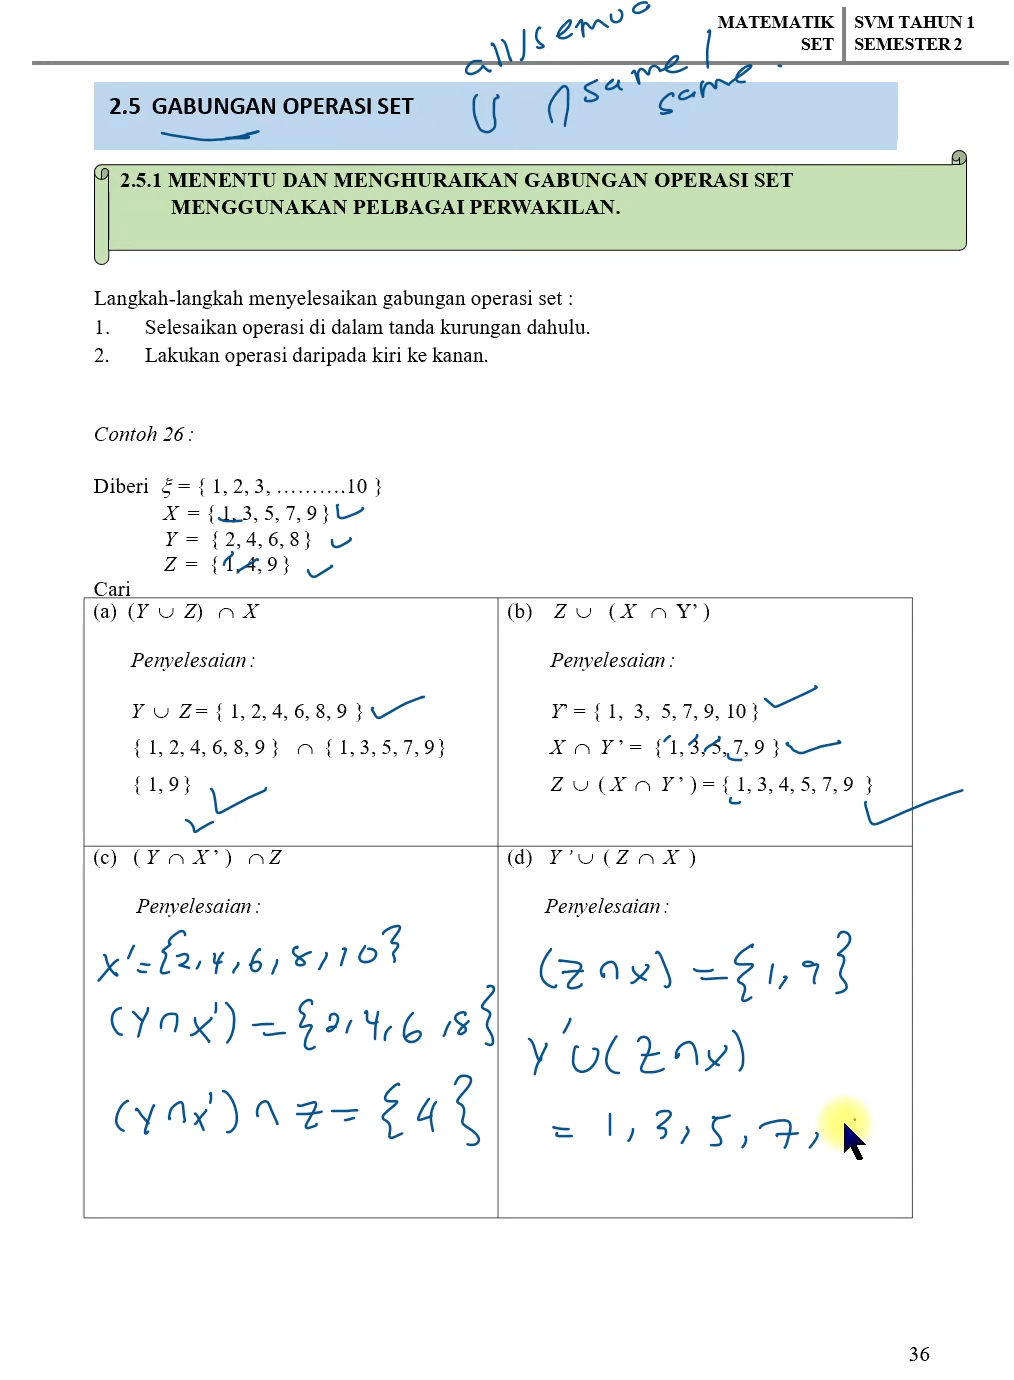 MATEMATIK SVM TAHUN 1
SET SEMESTER 2
all/semua
∪ ∩ same/
same
2.5 GABUNGAN OPERASI SET
2.5.1 MENENTU DAN MENGHURAIKAN GABUNGAN OPERASI SET
MENGGUNAKAN PELBAGAI PERWAKILAN.
Langkah-langkah menyelesaikan gabungan operasi set :
1. Selesaikan operasi di dalam tanda kurungan dahulu.
2. Lakukan operasi daripada kiri ke kanan.
Contoh 26 :
Diberi ξ = { 1, 2, 3, ……….10 }
X = { 1, 3, 5, 7, 9 }
Y = { 2, 4, 6, 8 }
Z = { 1, 4, 9 }
Cari
(a) (Y ∪ Z) ∩ X
Penyelesaian :
Y ∪ Z = { 1, 2, 4, 6, 8, 9 }
{ 1, 2, 4, 6, 8, 9 } ∩ { 1, 3, 5, 7, 9}
{ 1, 9 }
(b) Z ∪ ( X ∩ Y’ )
Penyelesaian :
Y’ = { 1, 3, 5, 7, 9, 10 }
X ∩ Y ’ = { 1, 3, 5, 7, 9 }
Z ∪ ( X ∩ Y ’ ) = { 1, 3, 4, 5, 7, 9 }
(c) ( Y ∩ X’ ) ∩ Z
Penyelesaian :
X' = {2, 4, 6, 8, 10}
(Y ∩ X') = {2, 4, 6, 8}
(Y ∩ X') ∩ Z = {4}
(d) Y ’ ∪ ( Z ∩ X )
Penyelesaian :
(Z ∩ X) = {1, 9}
Y' ∪ (Z ∩ X)
= 1, 3, 5, 7,
36